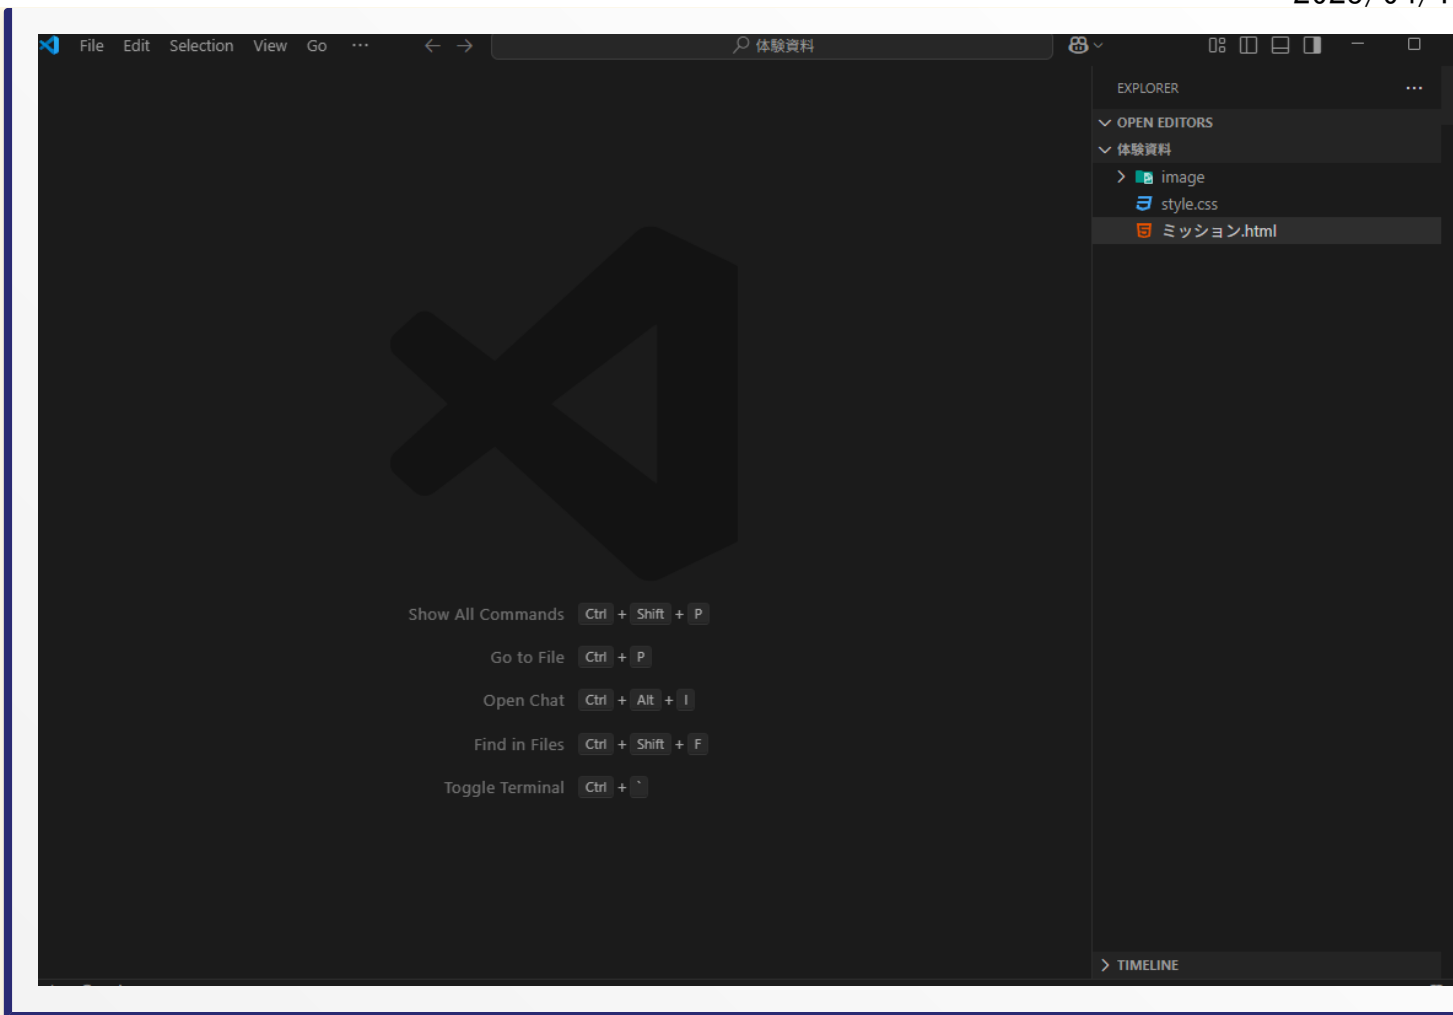 File Edit Selection View Go ··· ← → 体験資料
EXPLORER ···
OPEN EDITORS
体験資料
image
style.css
ミッション.html
Show All Commands Ctrl + Shift + P
Go to File Ctrl + P
Open Chat Ctrl + Alt + I
Find in Files Ctrl + Shift + F
Toggle Terminal Ctrl + `
TIMELINE